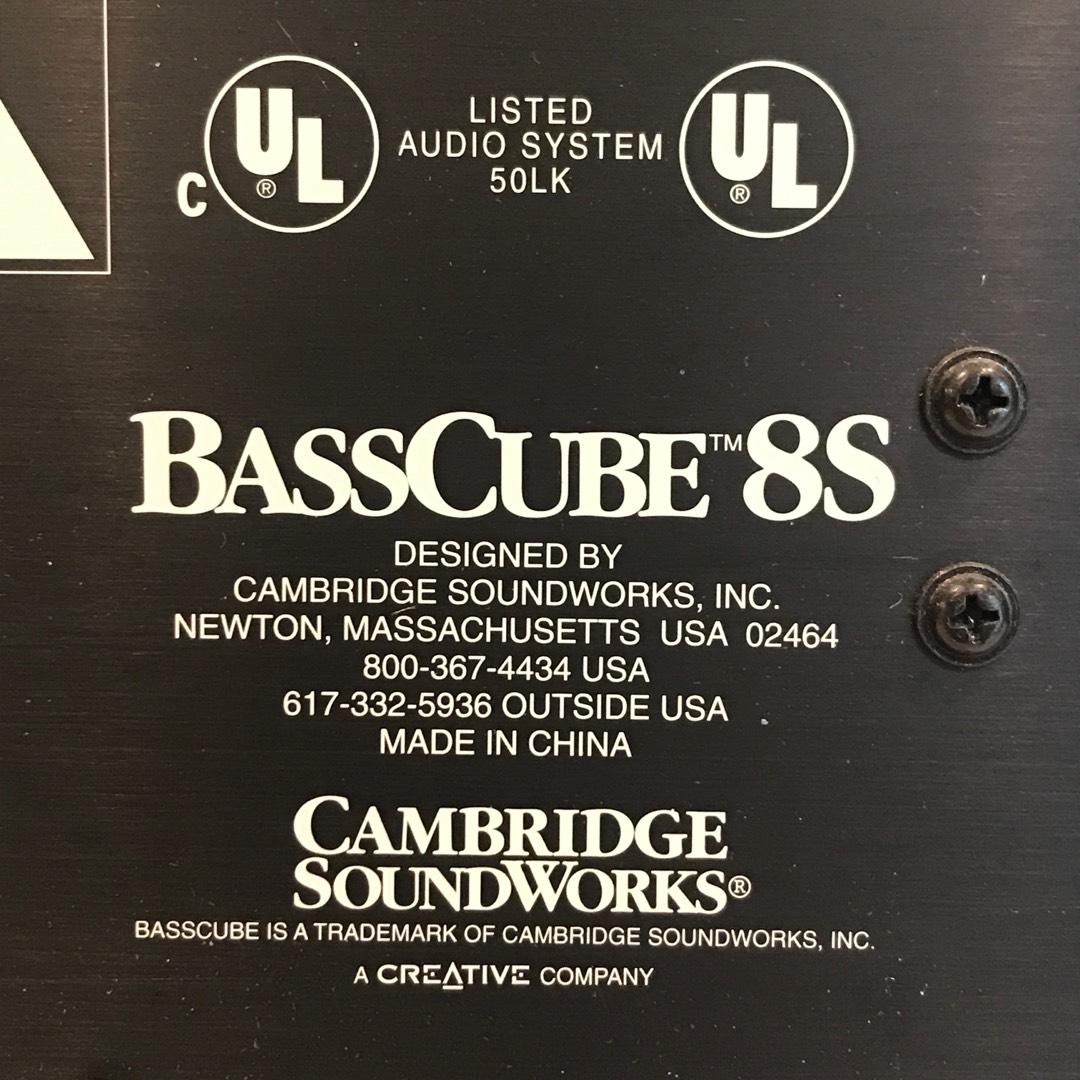 UL®
C
LISTED
AUDIO SYSTEM
50LK
UL®
BASSCUBE™ 8S
DESIGNED BY
CAMBRIDGE SOUNDWORKS, INC.
NEWTON, MASSACHUSETTS USA 02464
800-367-4434 USA
617-332-5936 OUTSIDE USA
MADE IN CHINA
CAMBRIDGE
SOUNDWORKS®
BASSCUBE IS A TRADEMARK OF CAMBRIDGE SOUNDWORKS, INC.
A CREATIVE COMPANY